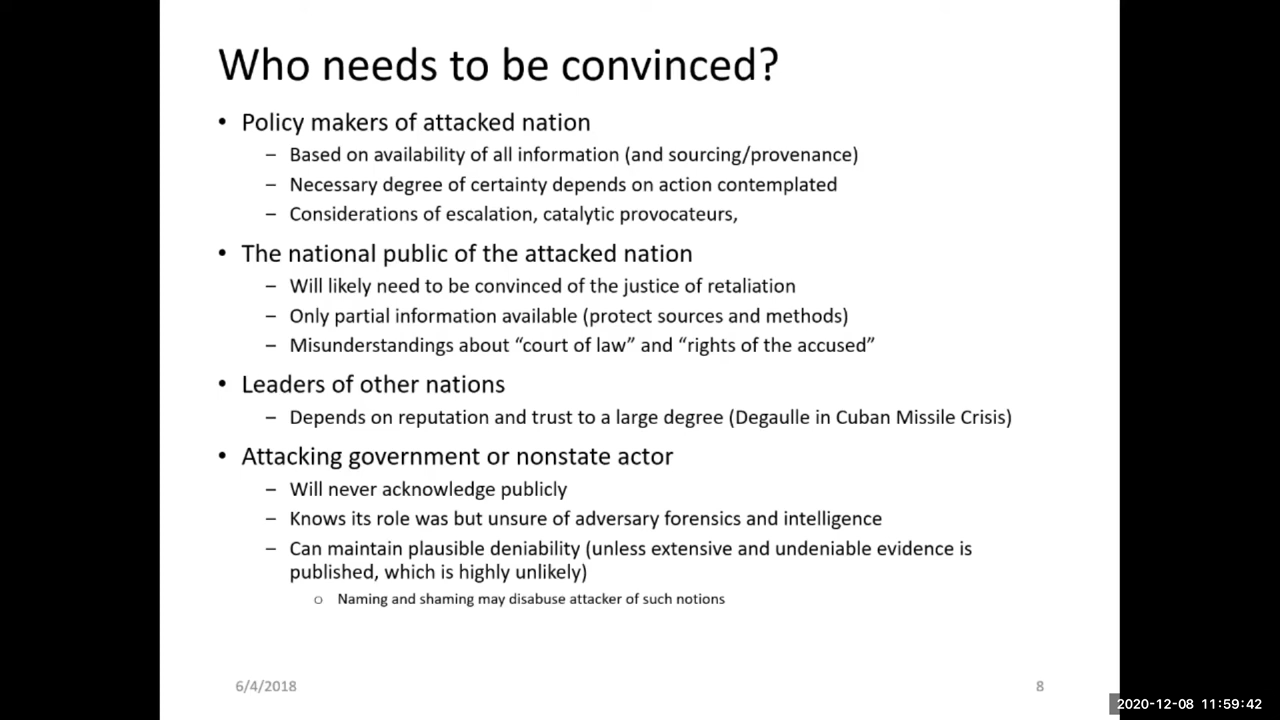 Who needs to be convinced?
• Policy makers of attacked nation
– Based on availability of all information (and sourcing/provenance)
– Necessary degree of certainty depends on action contemplated
– Considerations of escalation, catalytic provocateurs,
• The national public of the attacked nation
– Will likely need to be convinced of the justice of retaliation
– Only partial information available (protect sources and methods)
– Misunderstandings about “court of law” and “rights of the accused”
• Leaders of other nations
– Depends on reputation and trust to a large degree (Degaulle in Cuban Missile Crisis)
• Attacking government or nonstate actor
– Will never acknowledge publicly
– Knows its role was but unsure of adversary forensics and intelligence
– Can maintain plausible deniability (unless extensive and undeniable evidence is
published, which is highly unlikely)
○ Naming and shaming may disabuse attacker of such notions
6/4/2018
8
2020-12-08 11:59:42